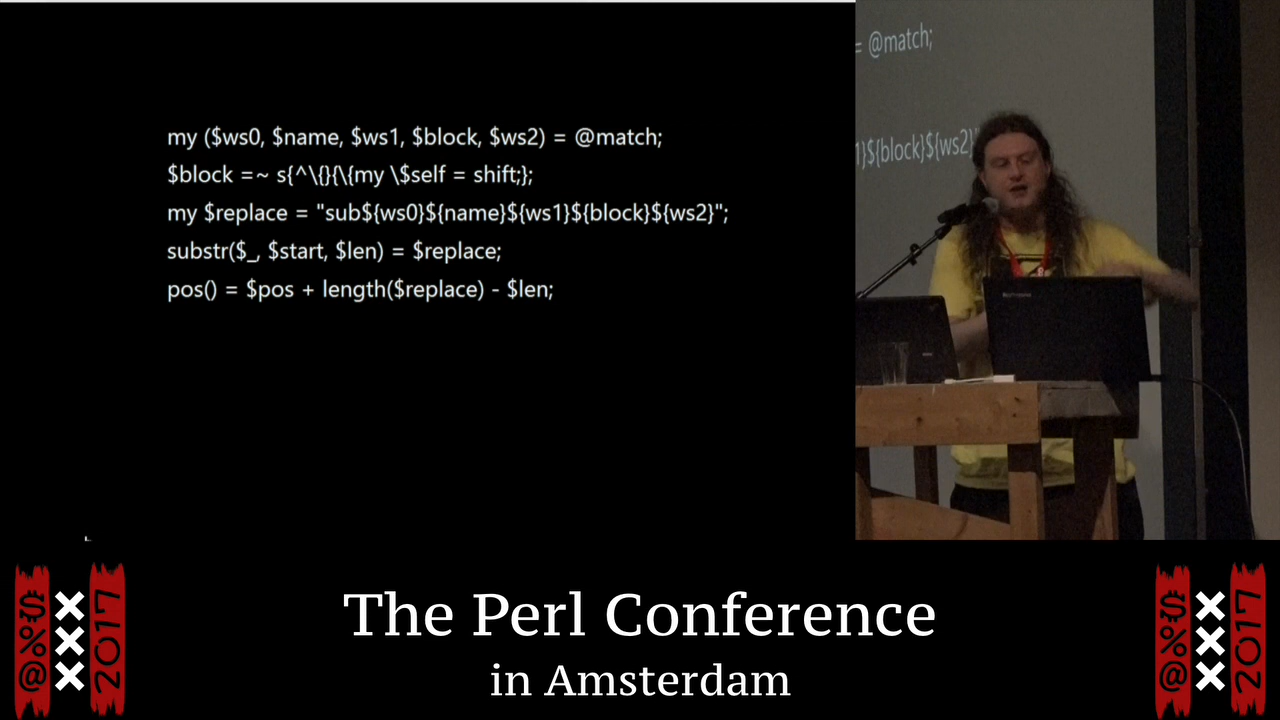 my ($ws0, $name, $ws1, $block, $ws2) = @match;
$block =~ s{^\{}{\{my \$self = shift;};
my $replace = "sub${ws0}${name}${ws1}${block}${ws2}";
substr($_, $start, $len) = $replace;
pos() = $pos + length($replace) - $len;
= @match;
1}${block}${ws2}"
The Perl Conference
in Amsterdam
@%$
XXX
2017
@%$
XXX
2017